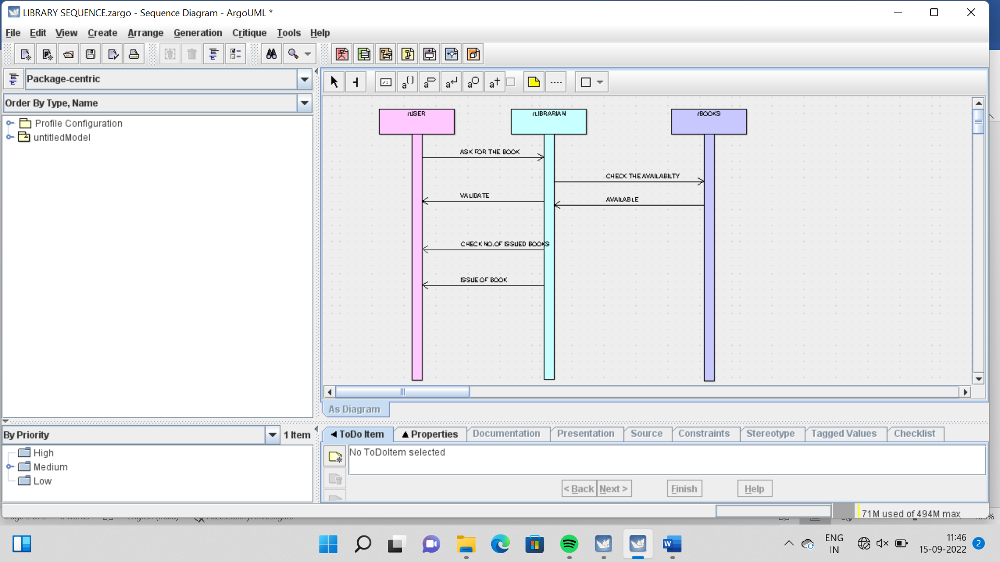 LIBRARY SEQUENCE.zargo - Sequence Diagram - ArgoUML *
File Edit View Create Arrange Generation Critique Tools Help
Package-centric
Order By Type, Name
Profile Configuration
untitledModel
/USER
/LIBRARIAN
/BOOKS
ASK FOR THE BOOK
CHECK THE AVAILABILTY
VALIDATE
AVAILABLE
CHECK NO.OF ISSUED BOOKS
ISSUE OF BOOK
As Diagram
By Priority
1 Item
High
Medium
Low
ToDo Item Properties Documentation Presentation Source Constraints Stereotype Tagged Values Checklist
No ToDoItem selected
< Back Next > Finish Help
71M used of 494M max
ENG
IN
11:46
15-09-2022
2